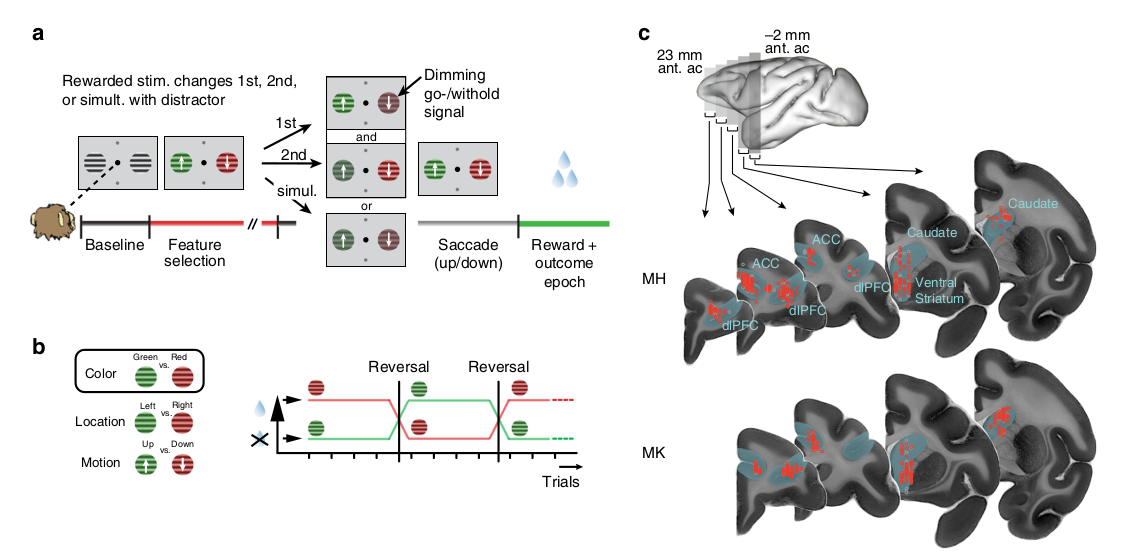 a
Rewarded stim. changes 1st, 2nd,
or simult. with distractor
Dimming
go-/withold
signal
1st
and
2nd
simul.
or
Baseline
Feature
selection
Saccade
(up/down)
Reward +
outcome
epoch
b
Color
Green
vs.
Red
Location
Left
vs.
Right
Motion
Up
vs.
Down
Reversal
Reversal
Trials
c
23 mm
ant. ac
–2 mm
ant. ac
MH
dlPFC
ACC
dlPFC
ACC
dlPFC
Caudate
Ventral
Striatum
Caudate
MK